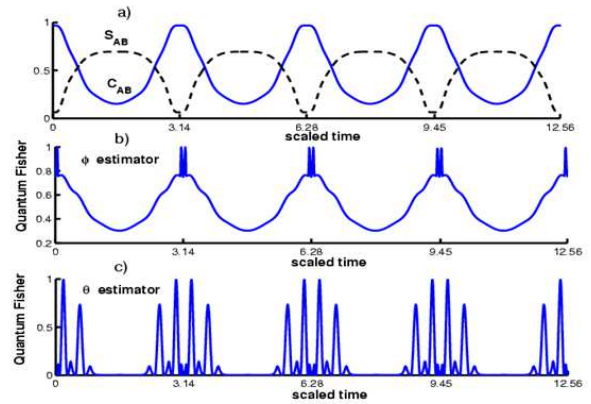 a)
1
S_AB
0.5
C_AB
0
0 3.14 6.28 9.45 12.56
scaled time
b)
1
ϕ estimator
0.8
0.6
0.4
0.2
Quantum Fisher
0 3.14 6.28 9.45 12.56
scaled time
c)
1
θ estimator
0.5
0
Quantum Fisher
0 3.14 6.28 9.45 12.56
scaled time